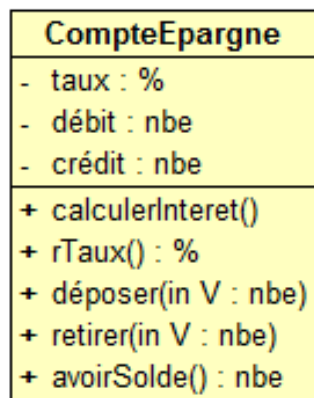 CompteEpargne
- taux : %
- débit : nbe
- crédit : nbe
+ calculerInteret()
+ rTaux() : %
+ déposer(in V : nbe)
+ retirer(in V : nbe)
+ avoirSolde() : nbe